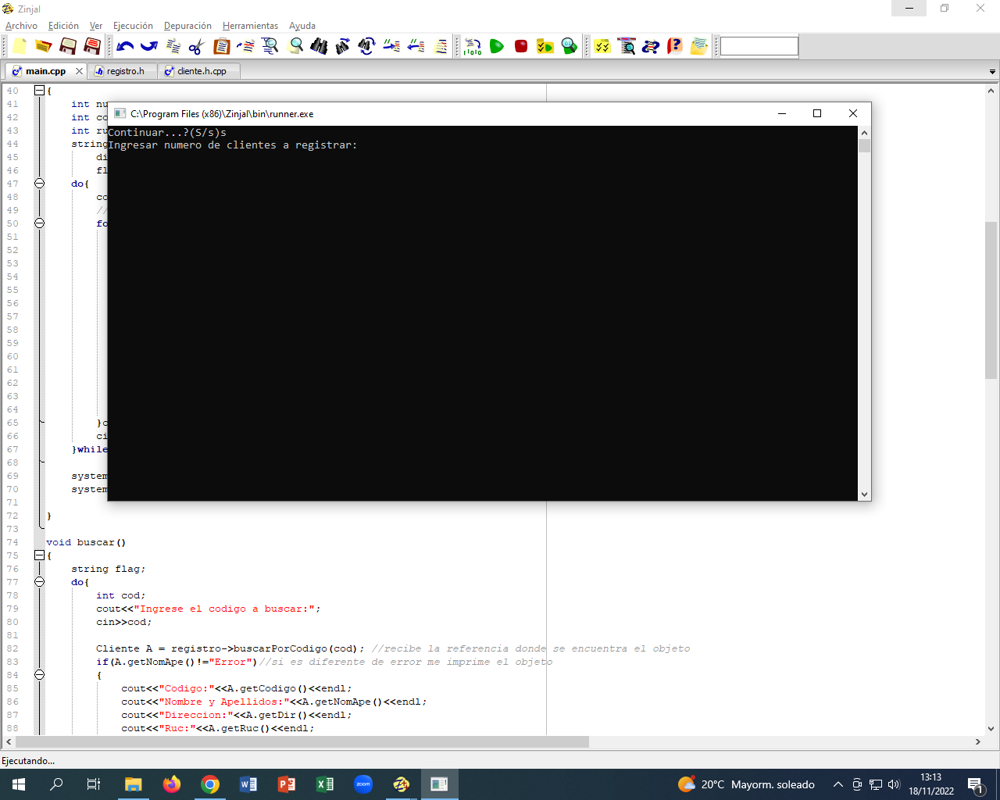 Zinjal
Archivo Edición Ver Ejecución Depuración Herramientas Ayuda
main.cpp registro.h cliente.h.cpp
40 {
41 int nu
42 int co
43 int ru
44 string
45 di
46 fl
47 do{
48 co
49 //
50 fo
51
52
53
54
55
56
57
58
59
60
61
62
63
64
65 }c
66 ci
67 }while
68
69 system
70 system
71
72 }
73
74 void buscar()
75 {
76 string flag;
77 do{
78 int cod;
79 cout<<"Ingrese el codigo a buscar:";
80 cin>>cod;
81
82 Cliente A = registro->buscarPorCodigo(cod); //recibe la referencia donde se encuentra el objeto
83 if(A.getNomApe()!="Error")//si es diferente de error me imprime el objeto
84 {
85 cout<<"Codigo:"<<A.getCodigo()<<endl;
86 cout<<"Nombre y Apellidos:"<<A.getNomApe()<<endl;
87 cout<<"Direccion:"<<A.getDir()<<endl;
88 cout<<"Ruc:"<<A.getRuc()<<endl;
C:\Program Files (x86)\Zinjal\bin\runner.exe
Continuar...?(S/s)s
Ingresar numero de clientes a registrar:
Ejecutando...
20°C Mayorm. soleado
13:13
18/11/2022
1